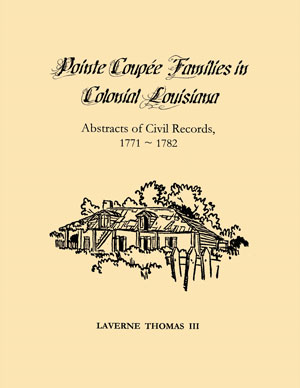 Pointe Coupée Families in
Colonial Louisiana
Abstracts of Civil Records,
1771 ~ 1782
LAVERNE THOMAS III